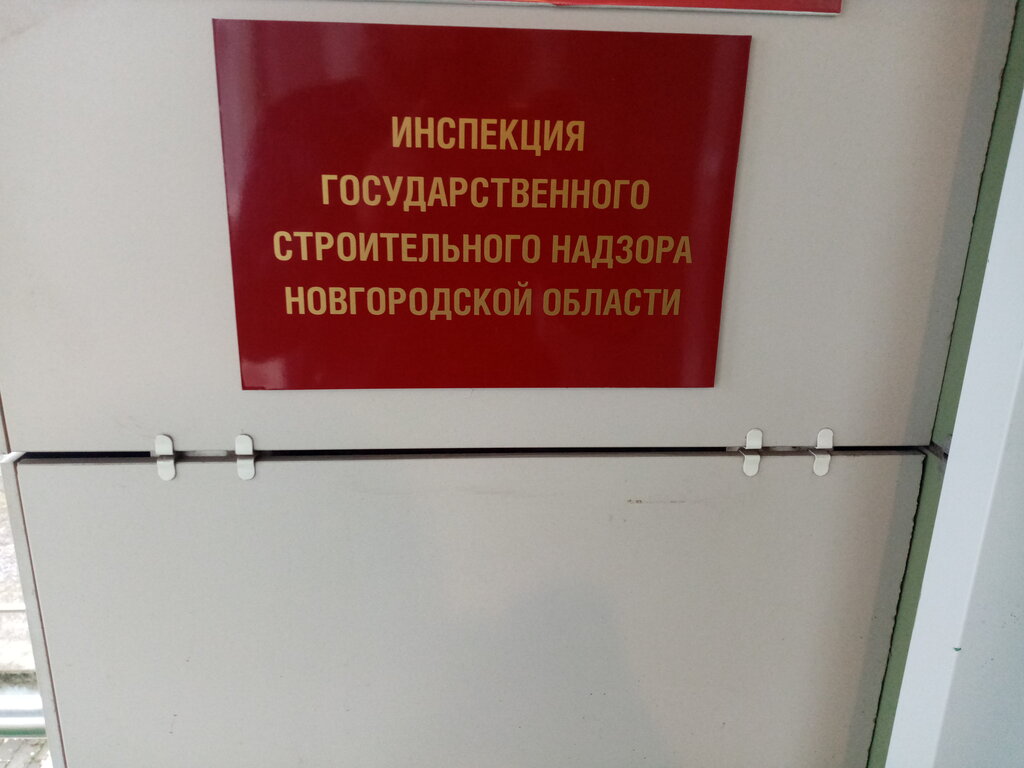 ИНСПЕКЦИЯ
ГОСУДАРСТВЕННОГО
СТРОИТЕЛЬНОГО НАДЗОРА
НОВГОРОДСКОЙ ОБЛАСТИ